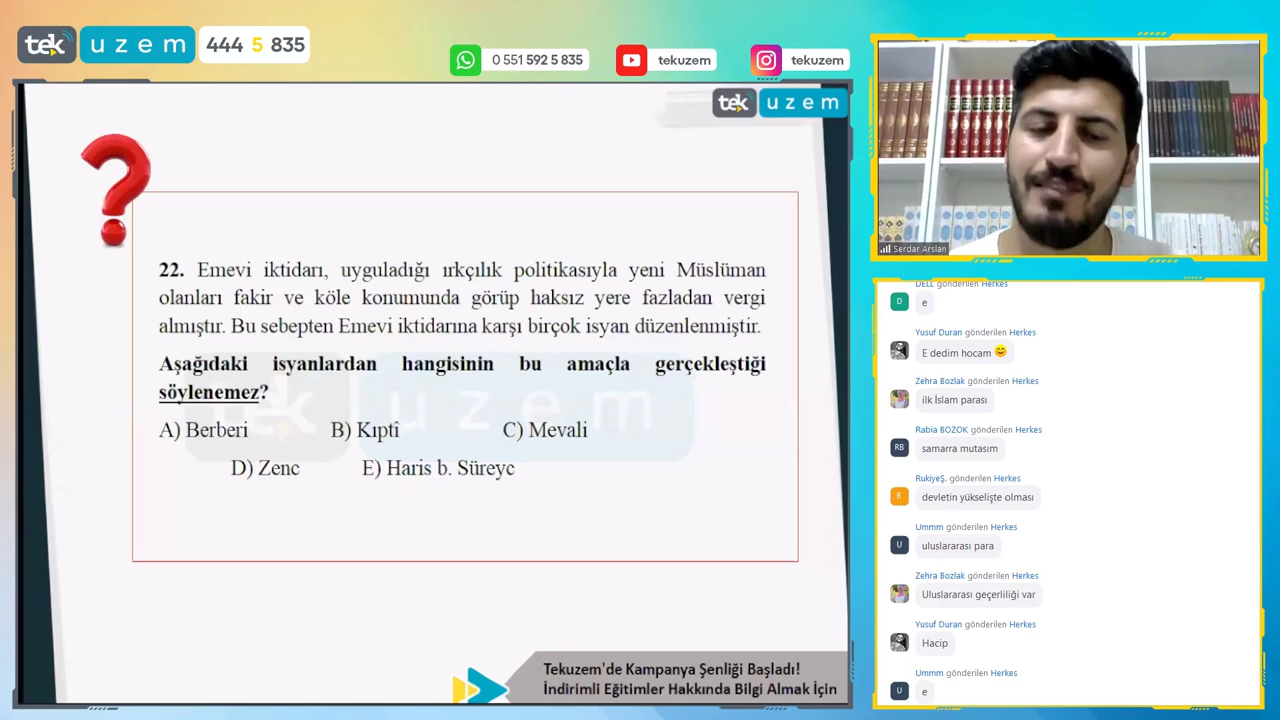 tek uzem 444 5 835
0 551 592 5 835
tekuzem
tekuzem
tek uzem
22. Emevi iktidarı, uyguladığı ırkçılık politikasıyla yeni Müslüman
olanları fakir ve köle konumunda görüp haksız yere fazladan vergi
almıştır. Bu sebepten Emevi iktidarına karşı birçok isyan düzenlenmiştir.
Aşağıdaki isyanlardan hangisinin bu amaçla gerçekleştiği
söylenemez?
A) Berberi B) Kıptî C) Mevali
D) Zenc E) Haris b. Süreyc
tek uzem
Tekuzem'de Kampanya Şenliği Başladı!
İndirimli Eğitimler Hakkında Bilgi Almak İçin
Serdar Arslan
DELL gönderilen Herkes
D
e
Yusuf Duran gönderilen Herkes
E dedim hocam
Zehra Bozlak gönderilen Herkes
ilk İslam parası
Rabia BOZOK gönderilen Herkes
RB
samarra mutasım
RukiyeŞ. gönderilen Herkes
R
devletin yükselişte olması
Ummm gönderilen Herkes
U
uluslararası para
Zehra Bozlak gönderilen Herkes
Uluslararası geçerliliği var
Yusuf Duran gönderilen Herkes
Hacip
Ummm gönderilen Herkes
U
e